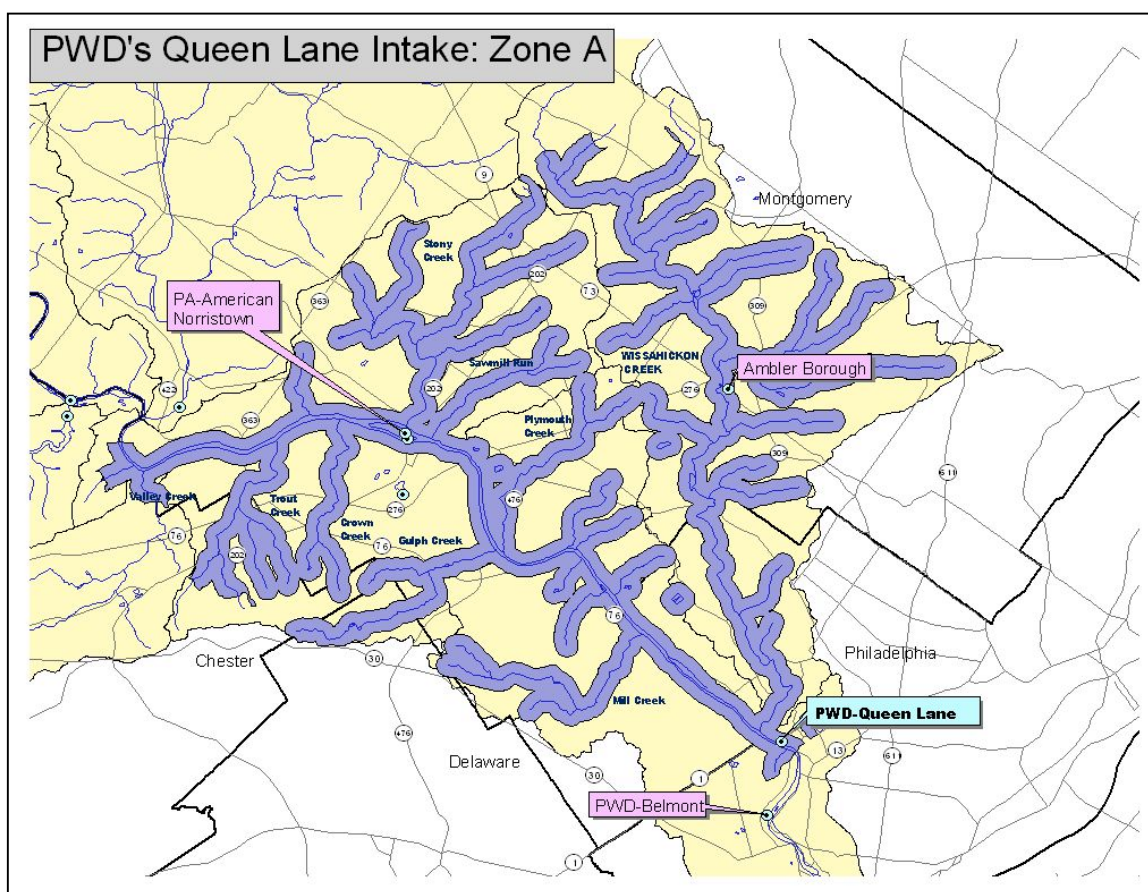 PWD's Queen Lane Intake: Zone A
9
Montgomery
Stony
Creek
202
73
363
309
PA-American
Norristown
Sawmill Run
WISSAHICKON
CREEK
Ambler Borough
422
202
276
363
Plymouth
Creek
309
611
Valley Creek
476
Trout
Creek
276
Crown
Creek
76
76
Gulph Creek
202
76
Chester
30
Philadelphia
Mill Creek
PWD-Queen Lane
476
Delaware
13
611
30
1
PWD-Belmont
1